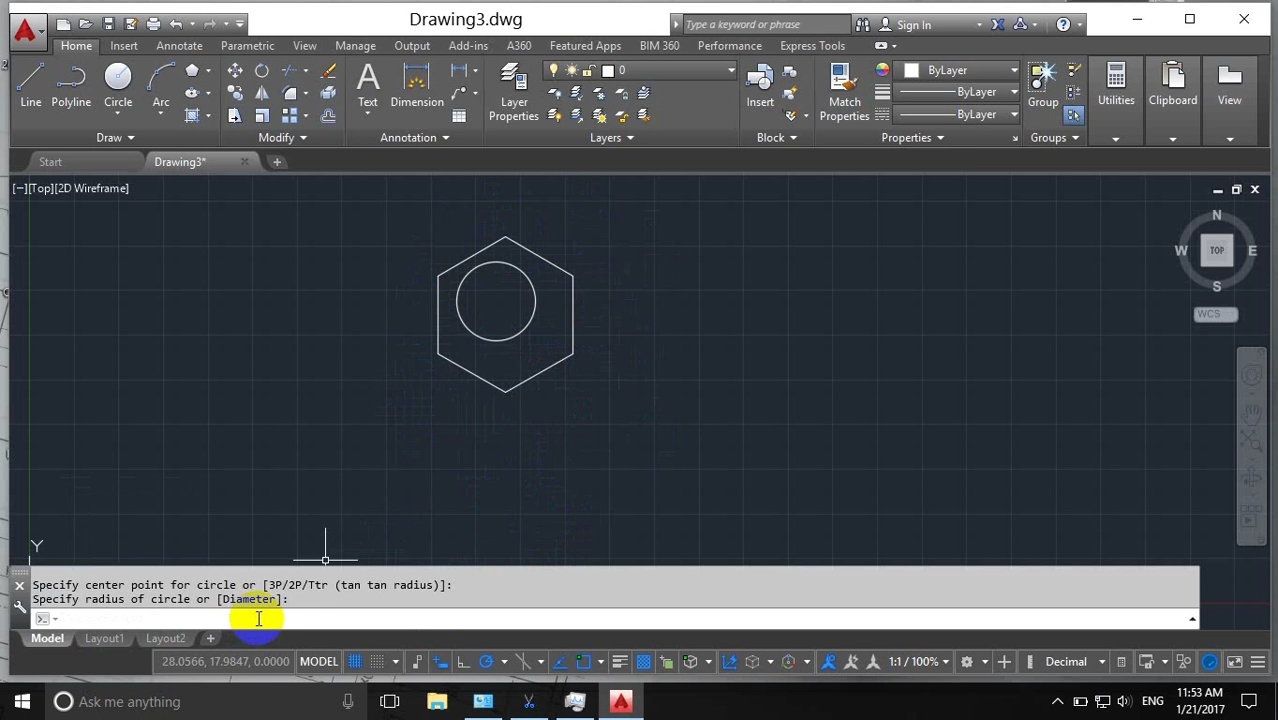 Drawing3.dwg
Type a keyword or phrase
Sign In
Home Insert Annotate Parametric View Manage Output Add-ins A360 Featured Apps BIM 360 Performance Express Tools
Line Polyline Circle Arc
Text Dimension
Layer Properties
0
Insert
Match Properties
ByLayer
ByLayer
ByLayer
Group
Utilities
Clipboard
View
Draw Modify Annotation Layers Block Properties Groups
Start Drawing3*
[−][Top][2D Wireframe]
N
W TOP E
S
WCS
Y
Specify center point for circle or [3P/2P/Ttr (tan tan radius)]:
Specify radius of circle or [Diameter]:
Model Layout1 Layout2
28.0566, 17.9847, 0.0000 MODEL 1:1 / 100% Decimal
Ask me anything
ENG
11:53 AM
1/21/2017